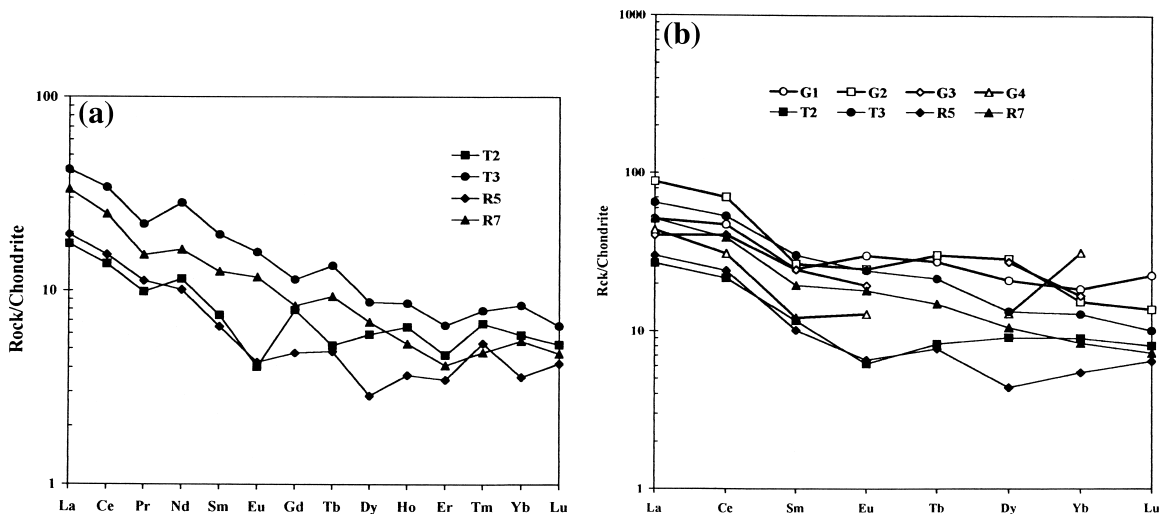 (a)
100
10
1
Rock/Chondrite
T2
T3
R5
R7
La Ce Pr Nd Sm Eu Gd Tb Dy Ho Er Tm Yb Lu
(b)
1000
100
10
1
Rock/Chondrite
G1 G2 G3 G4
T2 T3 R5 R7
La Ce Sm Eu Tb Dy Yb Lu